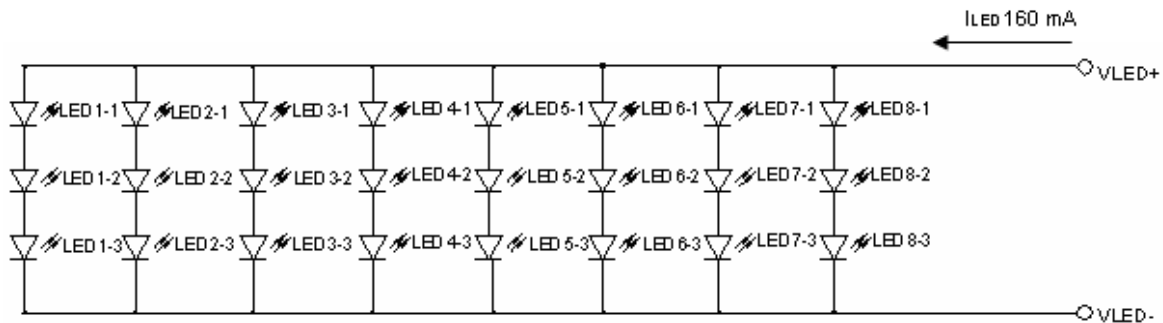 ILED 160 mA
VLED+
LED 1-1 LED 2-1 LED 3-1 LED 4-1 LED 5-1 LED 6-1 LED 7-1 LED 8-1
LED 1-2 LED 2-2 LED 3-2 LED 4-2 LED 5-2 LED 6-2 LED 7-2 LED 8-2
LED 1-3 LED 2-3 LED 3-3 LED 4-3 LED 5-3 LED 6-3 LED 7-3 LED 8-3
VLED-